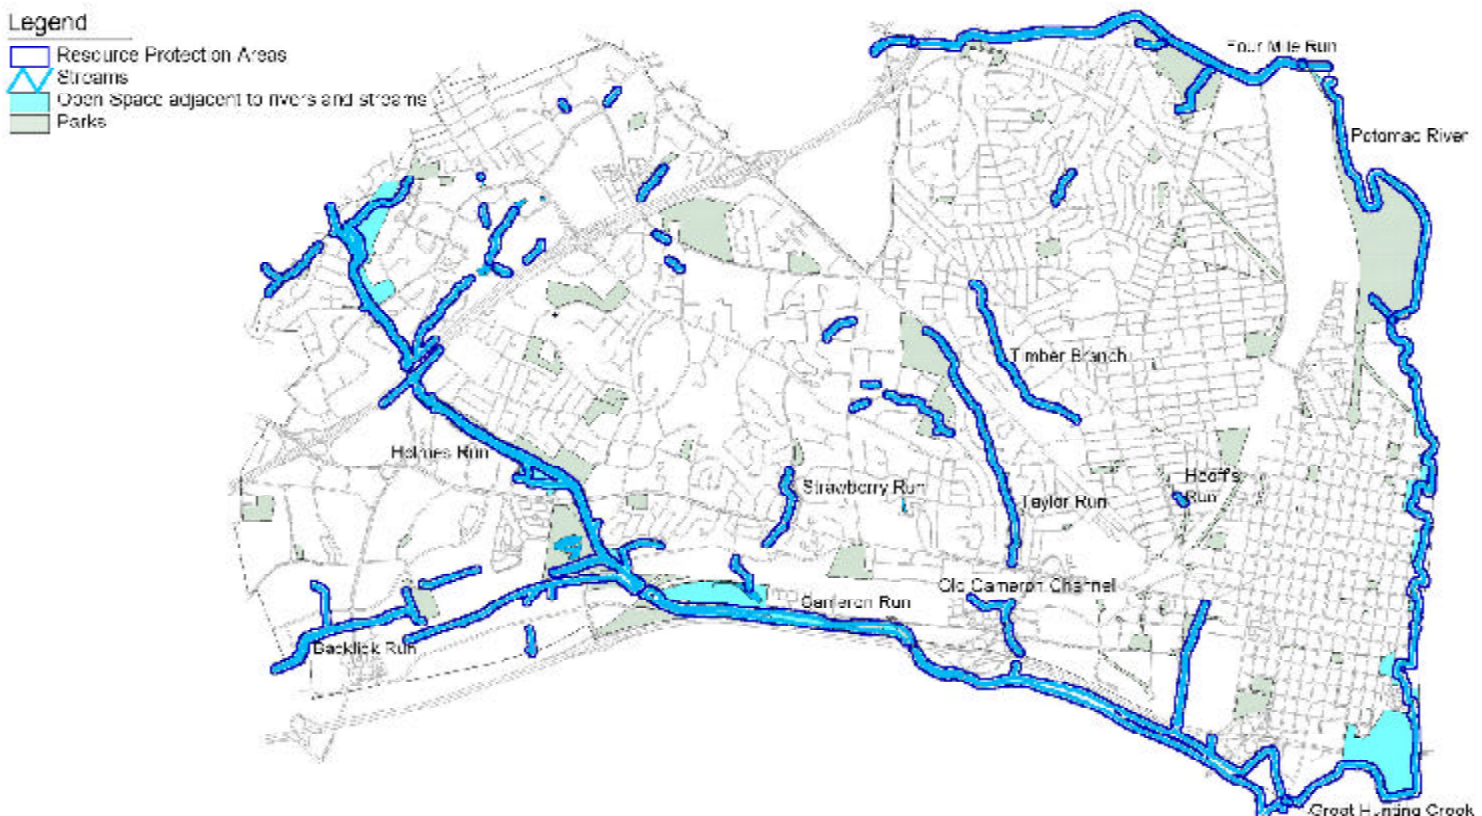 Legend
Resource Protection Areas
Streams
Open Space adjacent to rivers and streams
Parks
Four Mile Run
Potomac River
Timber Branch
Holmes Run
Strawberry Run
Hooff's
Run
Taylor Run
Old Cameron Channel
Cameron Run
Backlick Run
Great Hunting Creek